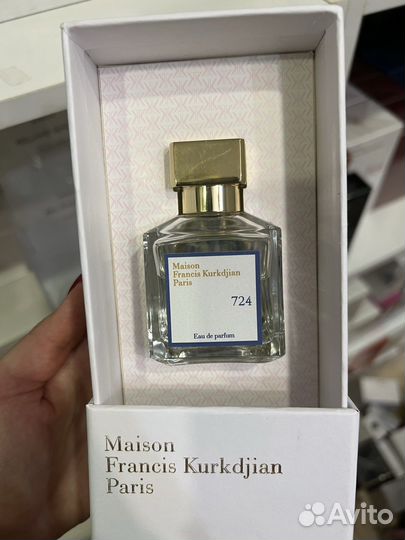 Maison
Francis Kurkdjian
Paris
724
Eau de parfum
Maison
Francis Kurkdjian
Paris
Avito